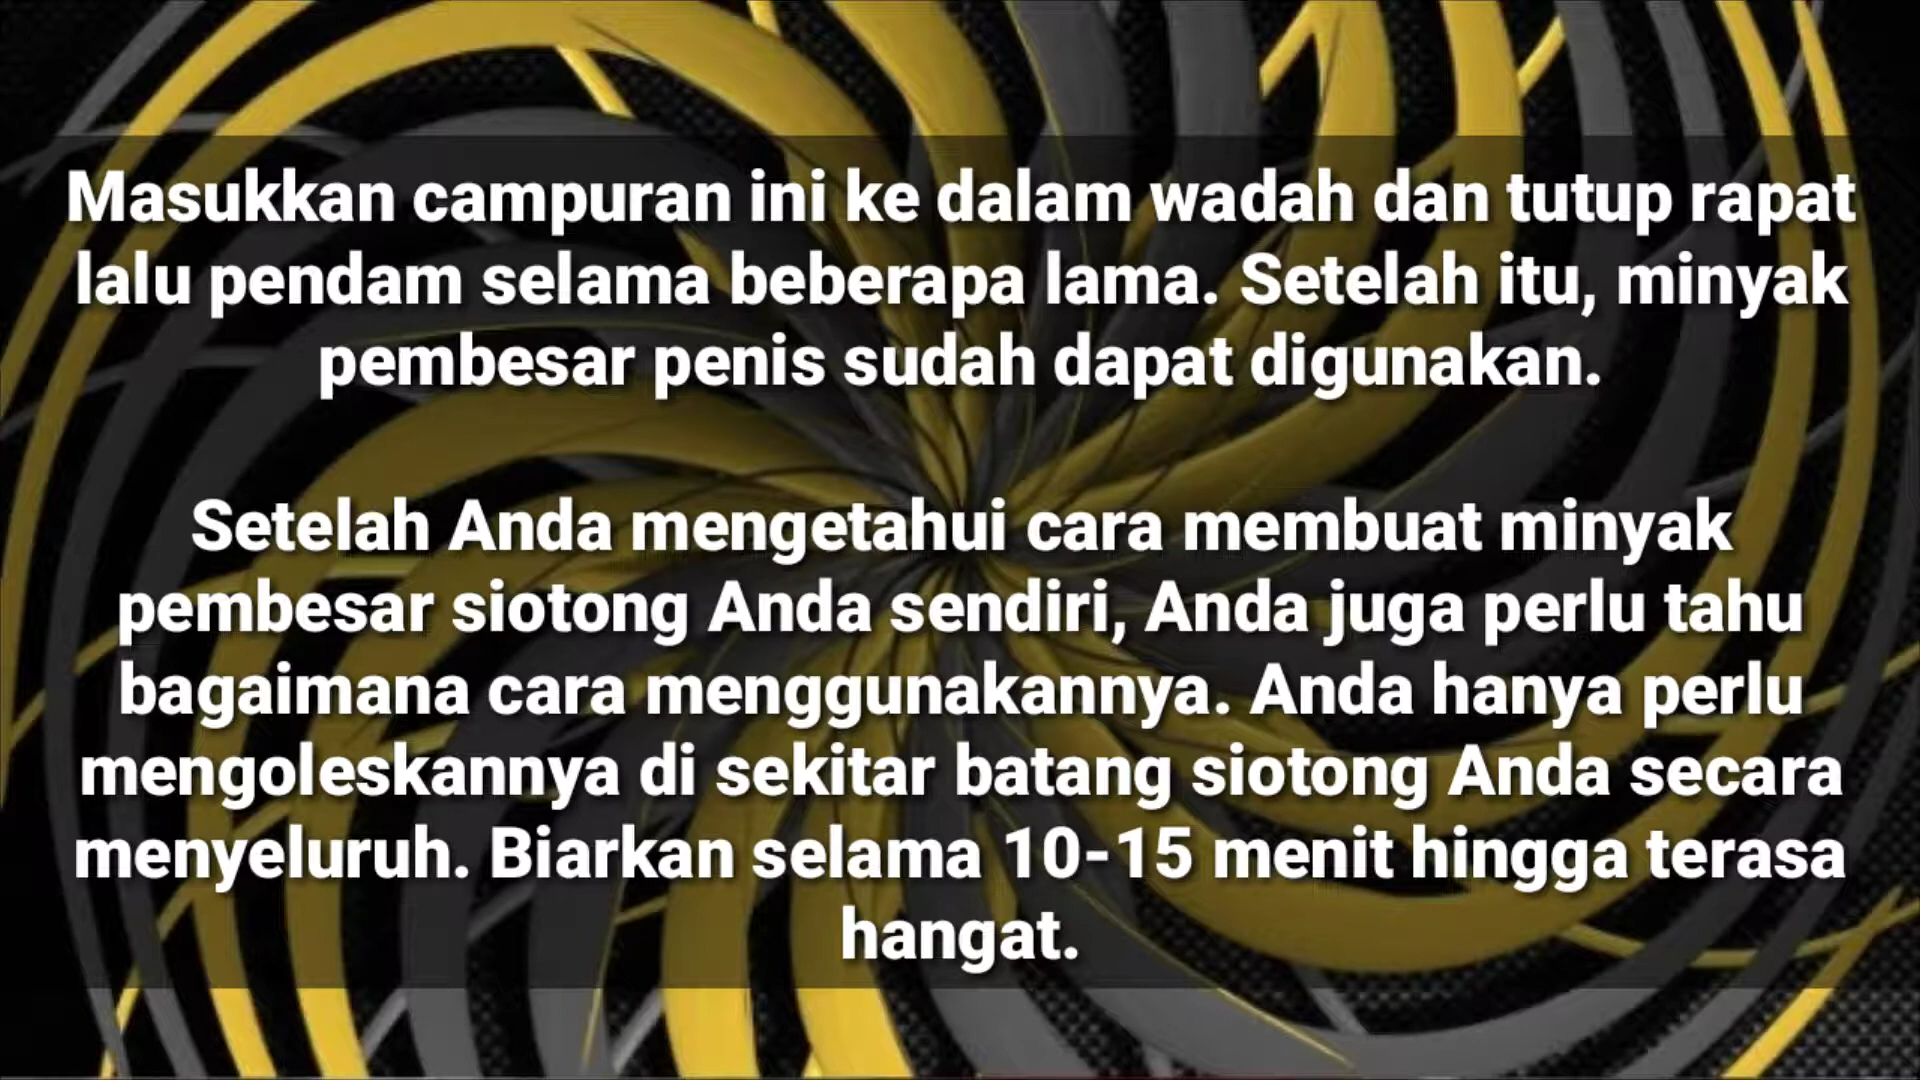 Masukkan campuran ini ke dalam wadah dan tutup rapat
lalu pendam selama beberapa lama. Setelah itu, minyak
pembesar penis sudah dapat digunakan.
Setelah Anda mengetahui cara membuat minyak
pembesar siotong Anda sendiri, Anda juga perlu tahu
bagaimana cara menggunakannya. Anda hanya perlu
mengoleskannya di sekitar batang siotong Anda secara
menyeluruh. Biarkan selama 10-15 menit hingga terasa
hangat.